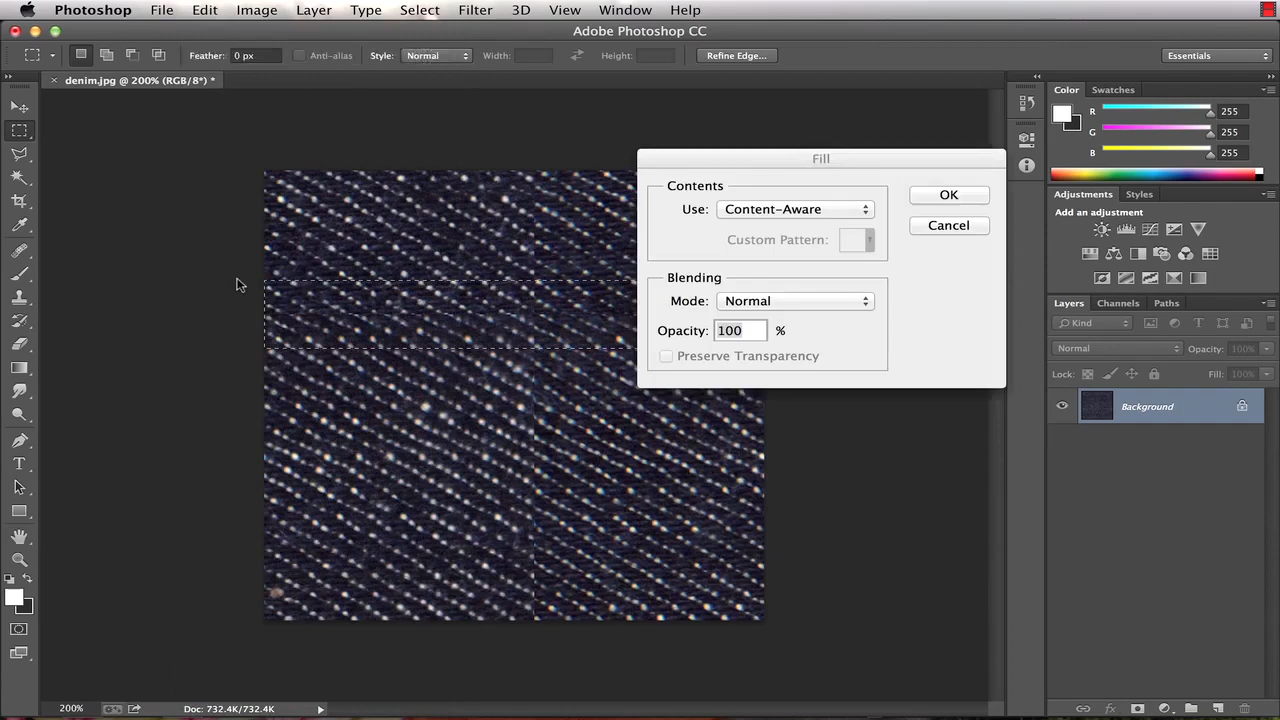 Photoshop File Edit Image Layer Type Select Filter 3D View Window Help
Adobe Photoshop CC
Feather: 0 px Anti-alias Style: Normal Width: Height: Refine Edge... Essentials
× denim.jpg @ 200% (RGB/8*) *
Color Swatches
R 255
G 255
B 255
Adjustments Styles
Add an adjustment
Layers Channels Paths
Kind
Normal Opacity: 100%
Lock: Fill: 100%
Background
Fill
Contents
Use: Content-Aware
Custom Pattern:
OK
Cancel
Blending
Mode: Normal
Opacity: 100 %
Preserve Transparency
200% Doc: 732.4K/732.4K